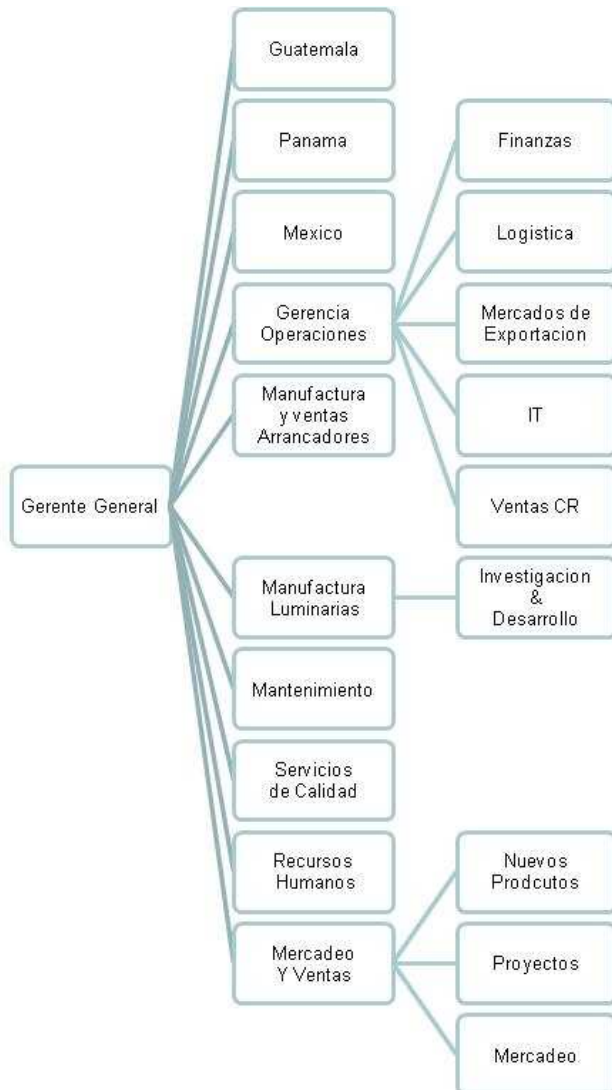 Guatemala
Panama
Finanzas
Mexico
Logistica
Gerencia
Operaciones
Mercados de
Exportacion
Manufactura
y ventas
Arrancadores
IT
Gerente General
Ventas CR
Manufactura
Luminarias
Investigacion
&
Desarrollo
Mantenimiento
Servicios
de Calidad
Recursos
Humanos
Nuevos
Prodcutos
Mercadeo
Y Ventas
Proyectos
Mercadeo